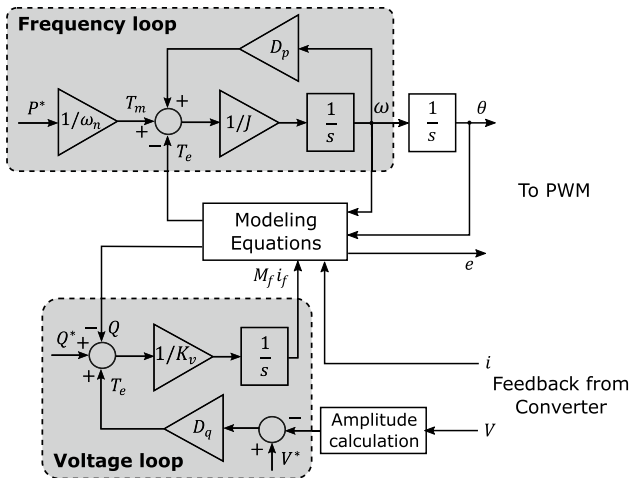 Frequency loop
D_p
P*
1/ω_n
T_m
+
+
−
T_e
1/J
1/s
ω
1/s
θ
To PWM
Modeling
Equations
e
M_f i_f
Q*
−
Q
+
+
T_e
1/K_v
1/s
i
Feedback from
Converter
D_q
−
+
V*
Amplitude
calculation
V
Voltage loop